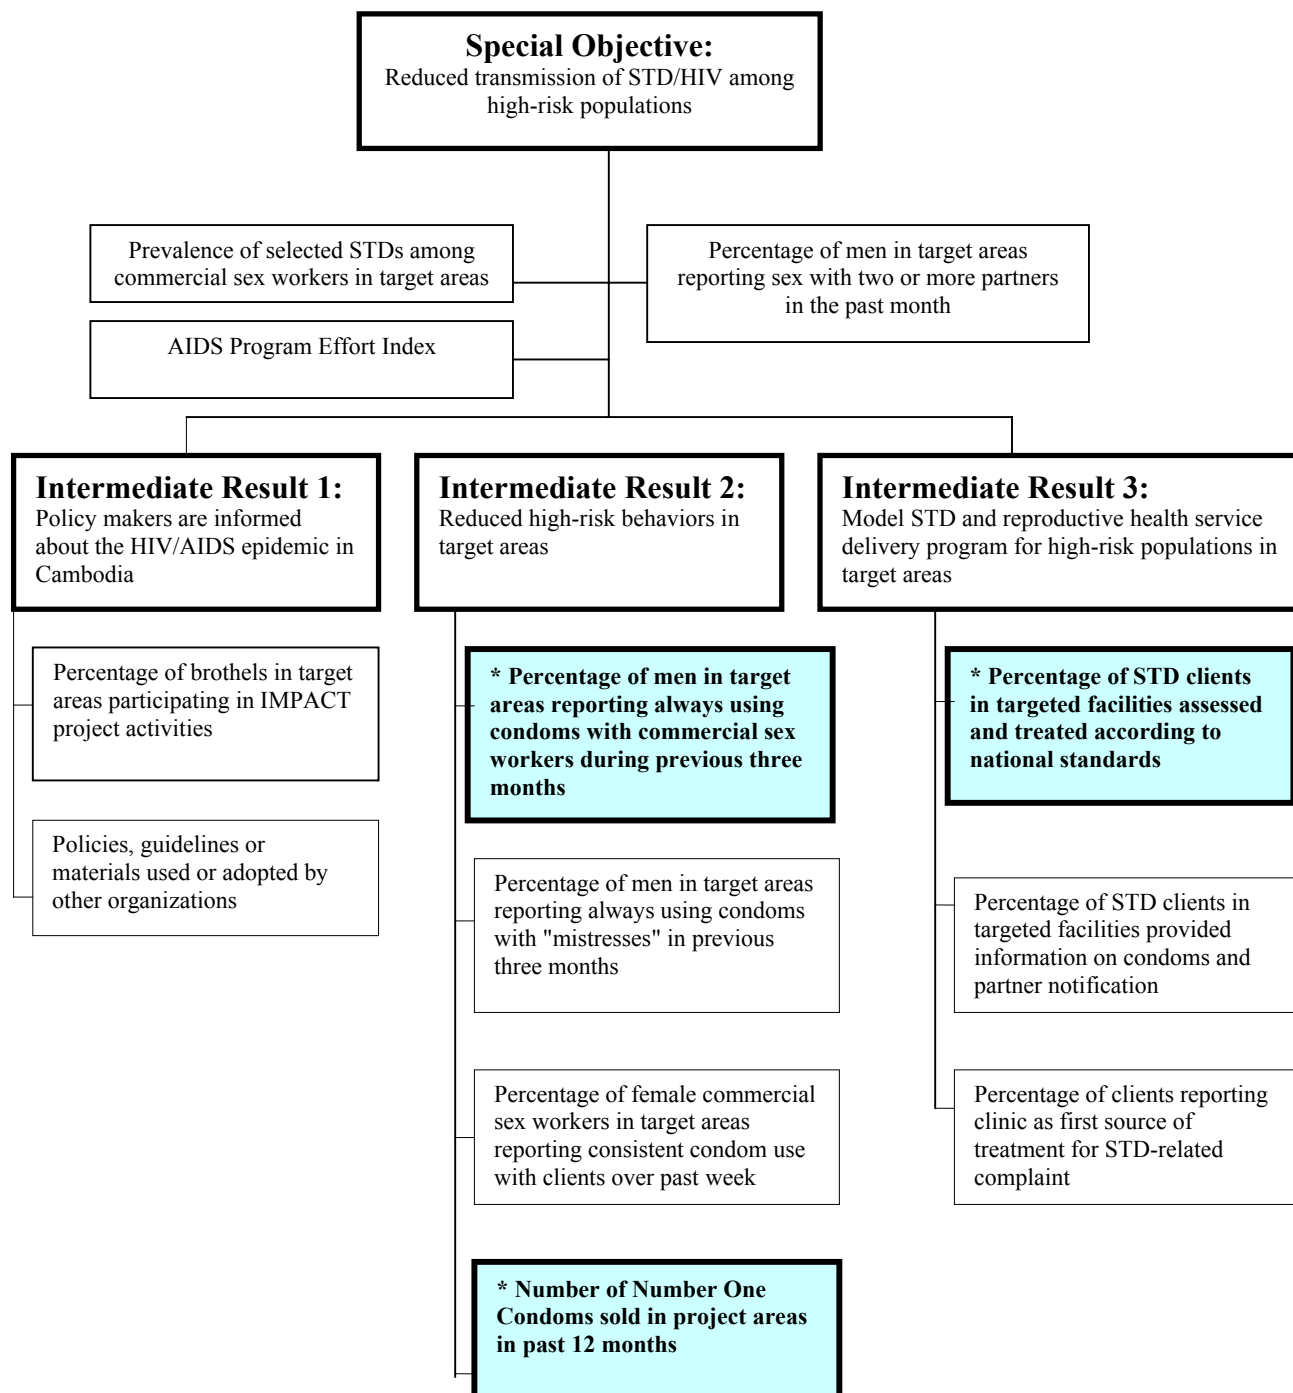 Special Objective:
Reduced transmission of STD/HIV among
high-risk populations
Prevalence of selected STDs among
commercial sex workers in target areas
Percentage of men in target areas
reporting sex with two or more partners
in the past month
AIDS Program Effort Index
Intermediate Result 1:
Policy makers are informed
about the HIV/AIDS epidemic in
Cambodia
Percentage of brothels in target
areas participating in IMPACT
project activities
Policies, guidelines or
materials used or adopted by
other organizations
Intermediate Result 2:
Reduced high-risk behaviors in
target areas
* Percentage of men in target
areas reporting always using
condoms with commercial sex
workers during previous three
months
Percentage of men in target areas
reporting always using condoms
with "mistresses" in previous
three months
Percentage of female commercial
sex workers in target areas
reporting consistent condom use
with clients over past week
* Number of Number One
Condoms sold in project areas
in past 12 months
Intermediate Result 3:
Model STD and reproductive health service
delivery program for high-risk populations in
target areas
* Percentage of STD clients
in targeted facilities assessed
and treated according to
national standards
Percentage of STD clients in
targeted facilities provided
information on condoms and
partner notification
Percentage of clients reporting
clinic as first source of
treatment for STD-related
complaint